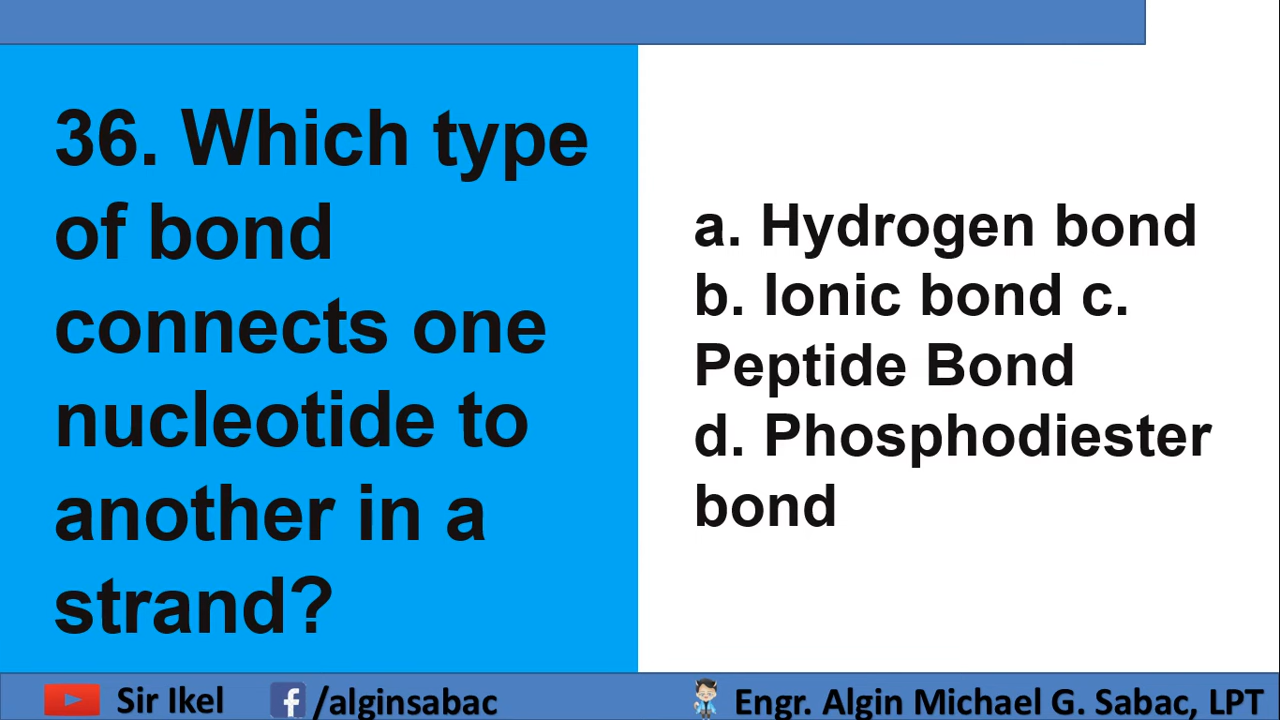 36. Which type
of bond
connects one
nucleotide to
another in a
strand?
a. Hydrogen bond
b. Ionic bond c.
Peptide Bond
d. Phosphodiester
bond
Sir Ikel
/alginsabac
Engr. Algin Michael G. Sabac, LPT